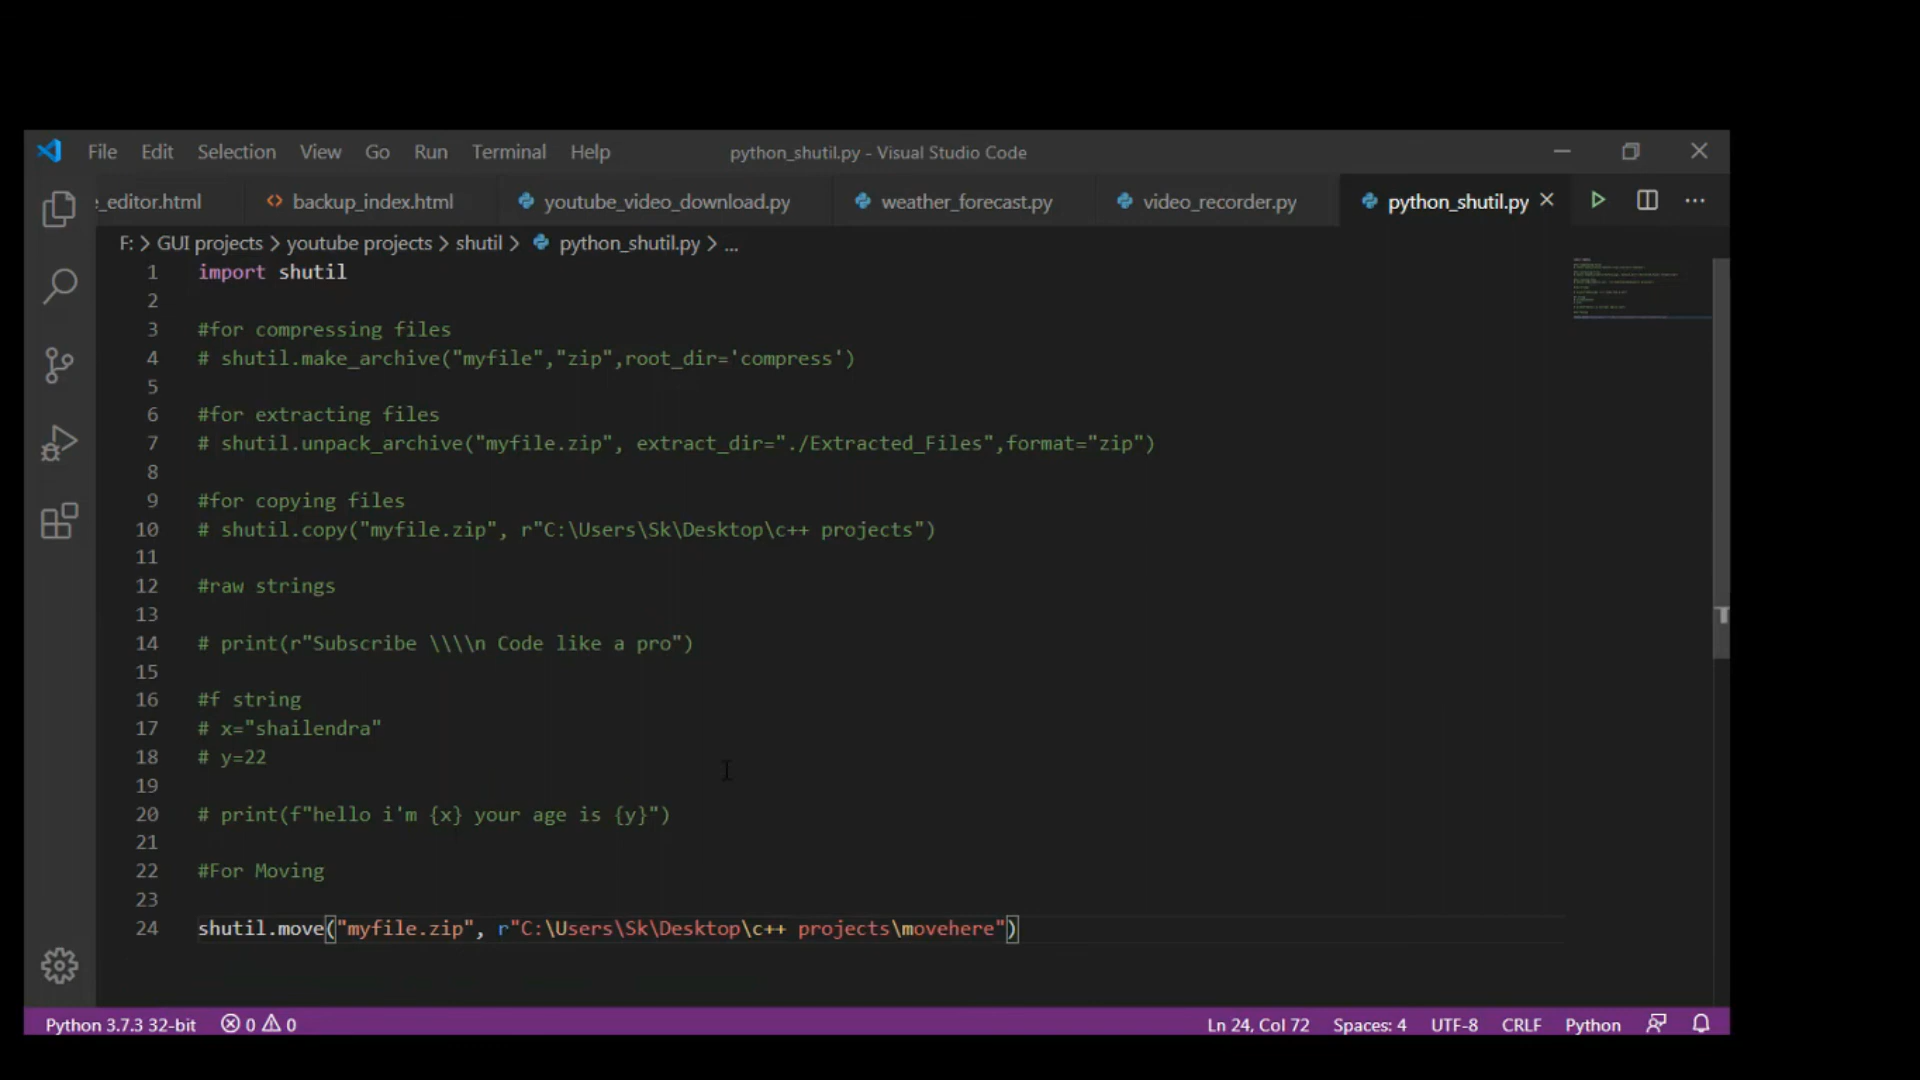 File Edit Selection View Go Run Terminal Help python_shutil.py - Visual Studio Code
e_editor.html backup_index.html youtube_video_download.py weather_forecast.py video_recorder.py python_shutil.py
F: > GUI projects > youtube projects > shutil > python_shutil.py > ...
1 import shutil
2
3 #for compressing files
4 # shutil.make_archive("myfile","zip",root_dir='compress')
5
6 #for extracting files
7 # shutil.unpack_archive("myfile.zip", extract_dir="./Extracted_Files",format="zip")
8
9 #for copying files
10 # shutil.copy("myfile.zip", r"C:\Users\Sk\Desktop\c++ projects")
11
12 #raw strings
13
14 # print(r"Subscribe \\\\n Code like a pro")
15
16 #f string
17 # x="shailendra"
18 # y=22
19
20 # print(f"hello i'm {x} your age is {y}")
21
22 #For Moving
23
24 shutil.move("myfile.zip", r"C:\Users\Sk\Desktop\c++ projects\movehere")
Python 3.7.3 32-bit 0 0 Ln 24, Col 72 Spaces: 4 UTF-8 CRLF Python